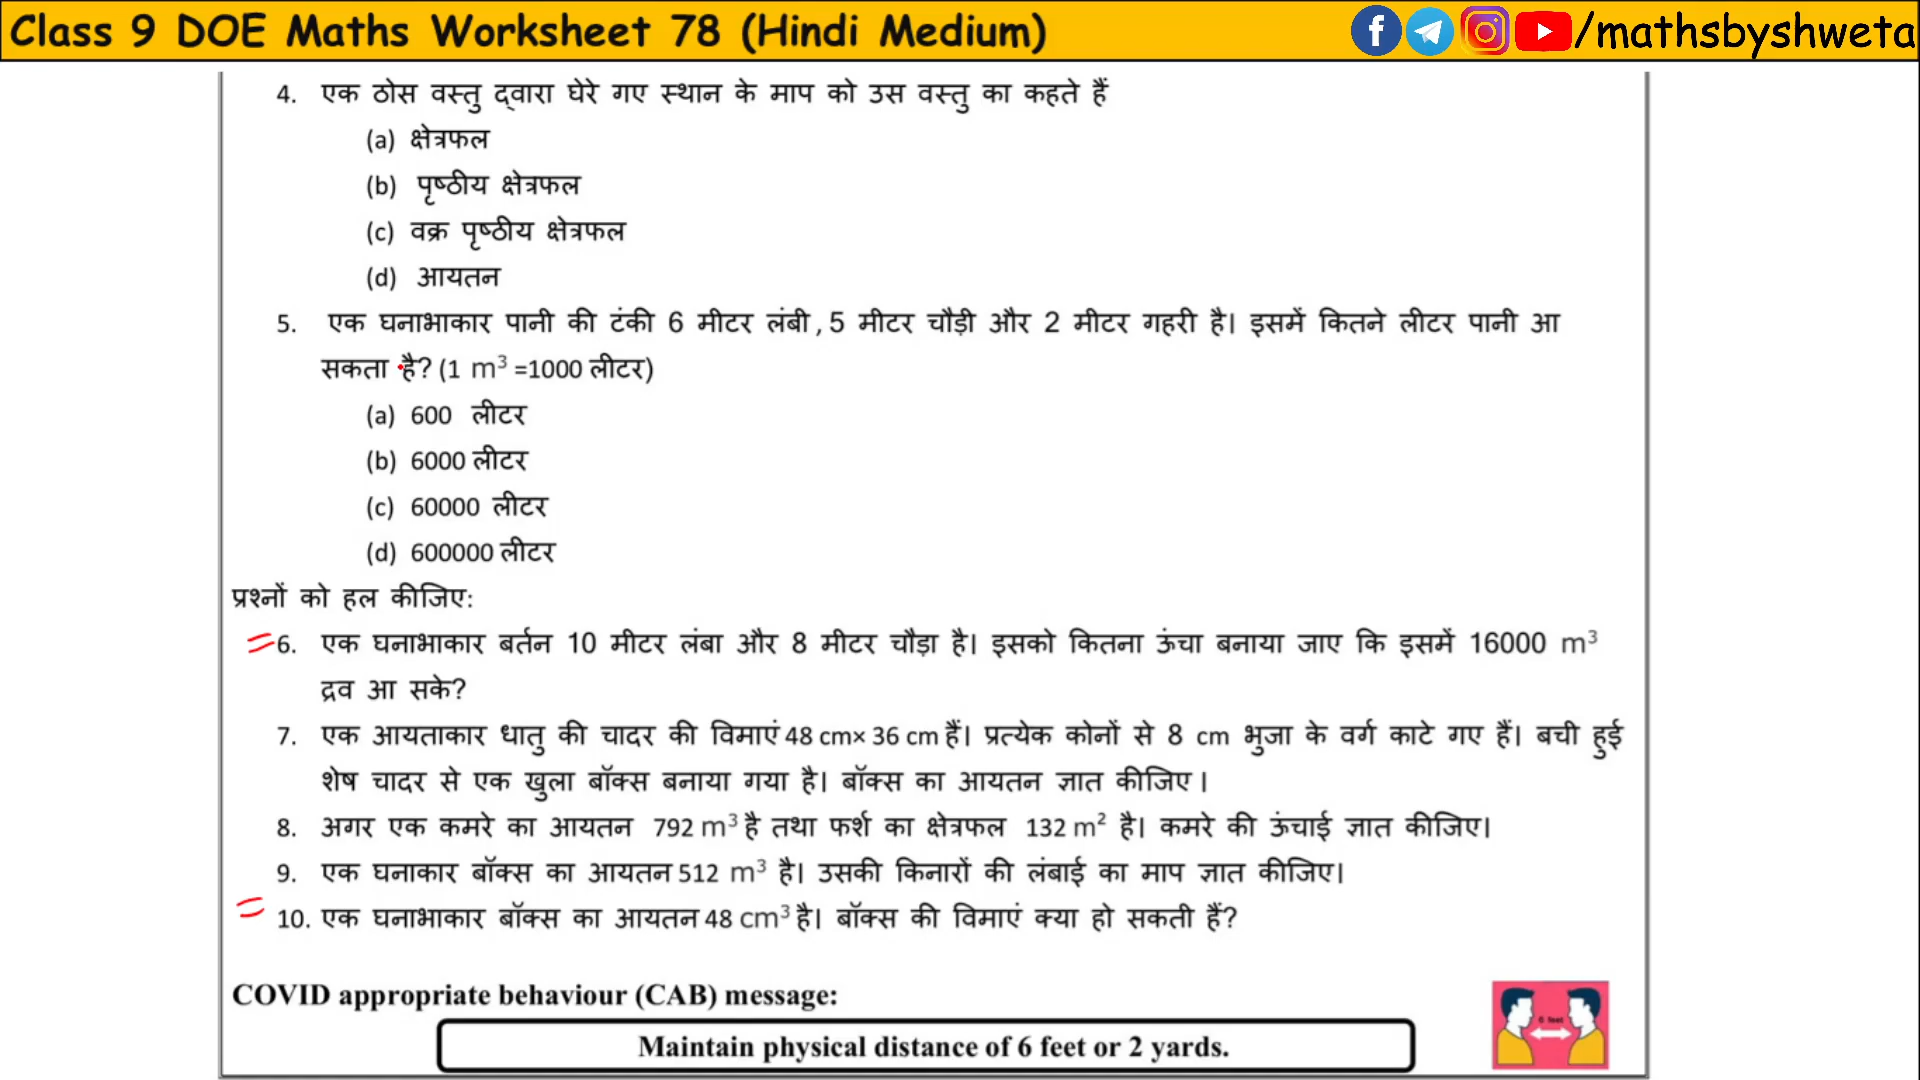 Class 9 DOE Maths Worksheet 78 (Hindi Medium)
/mathsbyshweta
4. एक ठोस वस्तु द्वारा घेरे गए स्थान के माप को उस वस्तु का कहते हैं
(a) क्षेत्रफल
(b) पृष्ठीय क्षेत्रफल
(c) वक्र पृष्ठीय क्षेत्रफल
(d) आयतन
5. एक घनाभाकार पानी की टंकी 6 मीटर लंबी,5 मीटर चौड़ी और 2 मीटर गहरी है। इसमें कितने लीटर पानी आ
सकता है? (1 m³ =1000 लीटर)
(a) 600 लीटर
(b) 6000 लीटर
(c) 60000 लीटर
(d) 600000 लीटर
प्रश्नों को हल कीजिए:
6. एक घनाभाकार बर्तन 10 मीटर लंबा और 8 मीटर चौड़ा है। इसको कितना ऊंचा बनाया जाए कि इसमें 16000 m³
द्रव आ सके?
7. एक आयताकार धातु की चादर की विमाएं 48 cm× 36 cm हैं। प्रत्येक कोनों से 8 cm भुजा के वर्ग काटे गए हैं। बची हुई
शेष चादर से एक खुला बॉक्स बनाया गया है। बॉक्स का आयतन ज्ञात कीजिए ।
8. अगर एक कमरे का आयतन 792 m³ है तथा फर्श का क्षेत्रफल 132 m² है। कमरे की ऊंचाई ज्ञात कीजिए।
9. एक घनाकार बॉक्स का आयतन 512 m³ है। उसकी किनारों की लंबाई का माप ज्ञात कीजिए।
10. एक घनाभाकार बॉक्स का आयतन 48 cm³ है। बॉक्स की विमाएं क्या हो सकती हैं?
COVID appropriate behaviour (CAB) message:
6 feet
Maintain physical distance of 6 feet or 2 yards.